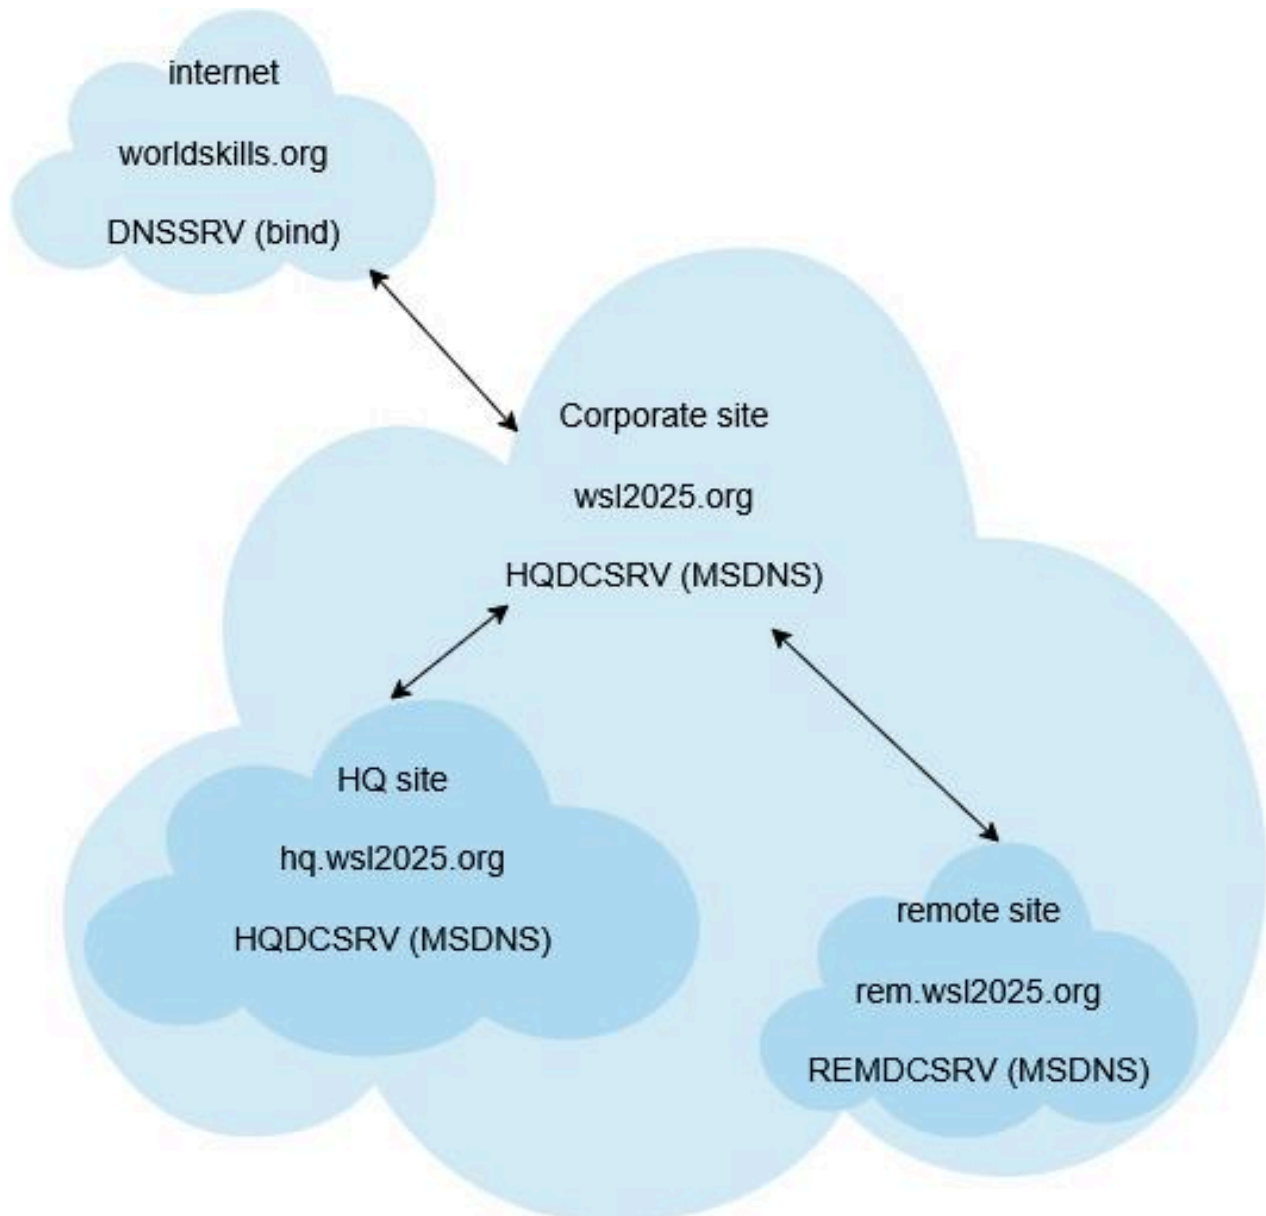 internet
worldskills.org
DNSSRV (bind)
Corporate site
wsl2025.org
HQDCSRV (MSDNS)
HQ site
hq.wsl2025.org
HQDCSRV (MSDNS)
remote site
rem.wsl2025.org
REMDCSRV (MSDNS)